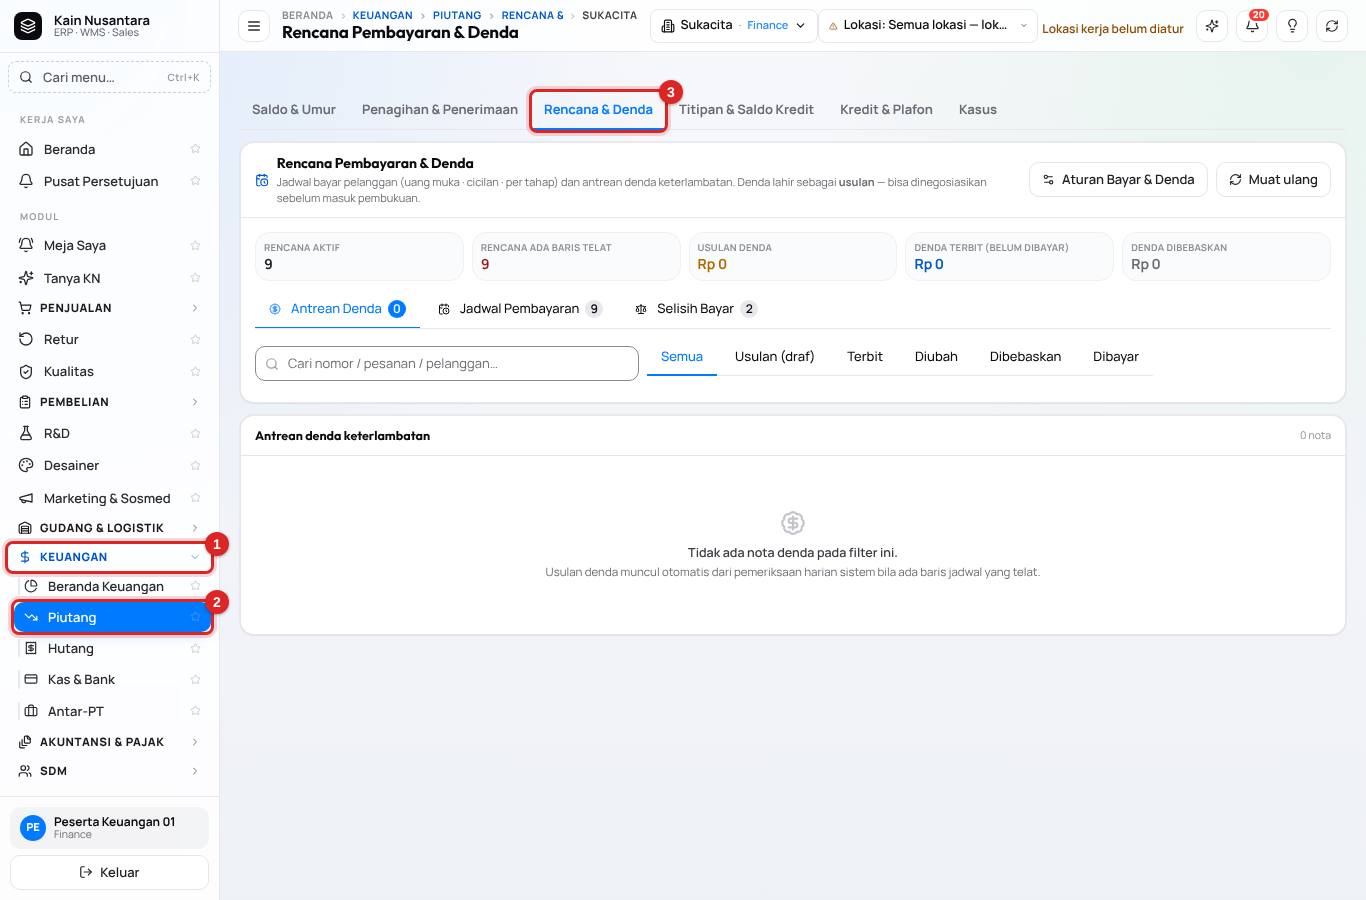 Kain Nusantara
ERP · WMS · Sales
Cari menu... Ctrl+K
KERJA SAYA
Beranda
Pusat Persetujuan
MODUL
Meja Saya
Tanya KN
PENJUALAN
Retur
Kualitas
PEMBELIAN
R&D
Desainer
Marketing & Sosmed
GUDANG & LOGISTIK
KEUANGAN
1
Beranda Keuangan
2
Piutang
Hutang
Kas & Bank
Antar-PT
AKUNTANSI & PAJAK
SDM
PE
Peserta Keuangan 01
Finance
Keluar
BERANDA › KEUANGAN › PIUTANG › RENCANA & › SUKACITA
Rencana Pembayaran & Denda
Sukacita · Finance
Lokasi: Semua lokasi — lok...
Lokasi kerja belum diatur
20
Saldo & Umur
Penagihan & Penerimaan
Rencana & Denda
3
Titipan & Saldo Kredit
Kredit & Plafon
Kasus
Rencana Pembayaran & Denda
Jadwal bayar pelanggan (uang muka · cicilan · per tahap) dan antrean denda keterlambatan. Denda lahir sebagai usulan — bisa dinegosiasikan
sebelum masuk pembukuan.
Aturan Bayar & Denda
Muat ulang
RENCANA AKTIF
9
RENCANA ADA BARIS TELAT
9
USULAN DENDA
Rp 0
DENDA TERBIT (BELUM DIBAYAR)
Rp 0
DENDA DIBEBASKAN
Rp 0
Antrean Denda 0
Jadwal Pembayaran 9
Selisih Bayar 2
Cari nomor / pesanan / pelanggan...
Semua
Usulan (draf)
Terbit
Diubah
Dibebaskan
Dibayar
Antrean denda keterlambatan
0 nota
Tidak ada nota denda pada filter ini.
Usulan denda muncul otomatis dari pemeriksaan harian sistem bila ada baris jadwal yang telat.